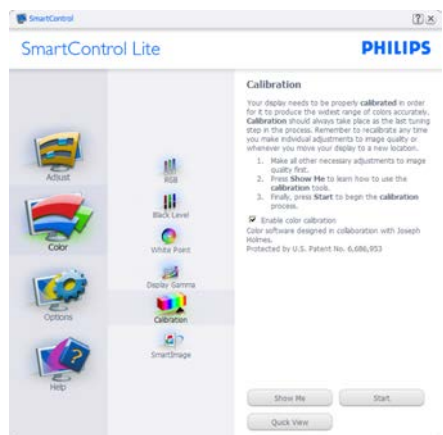 SmartControl
SmartControl Lite
PHILIPS
Adjust
Color
Options
Help
RGB
Black Level
White Point
Display Gamma
Calibration
SmartImage
Calibration
Your display needs to be properly calibrated in order
for it to produce the widest range of colors accurately.
Calibration should always take place as the last tuning
step in the process. Remember to recalibrate any time
you make individual adjustments to image quality or
whenever you move your display to a new location.
1. Make all other necessary adjustments to image
quality first.
2. Press Show Me to learn how to use the
calibration tools.
3. Finally, press Start to begin the calibration
process.
Enable color calibration
Color software designed in collaboration with Joseph
Holmes.
Protected by U.S. Patent No. 6,686,953
Show Me
Start
Quick View